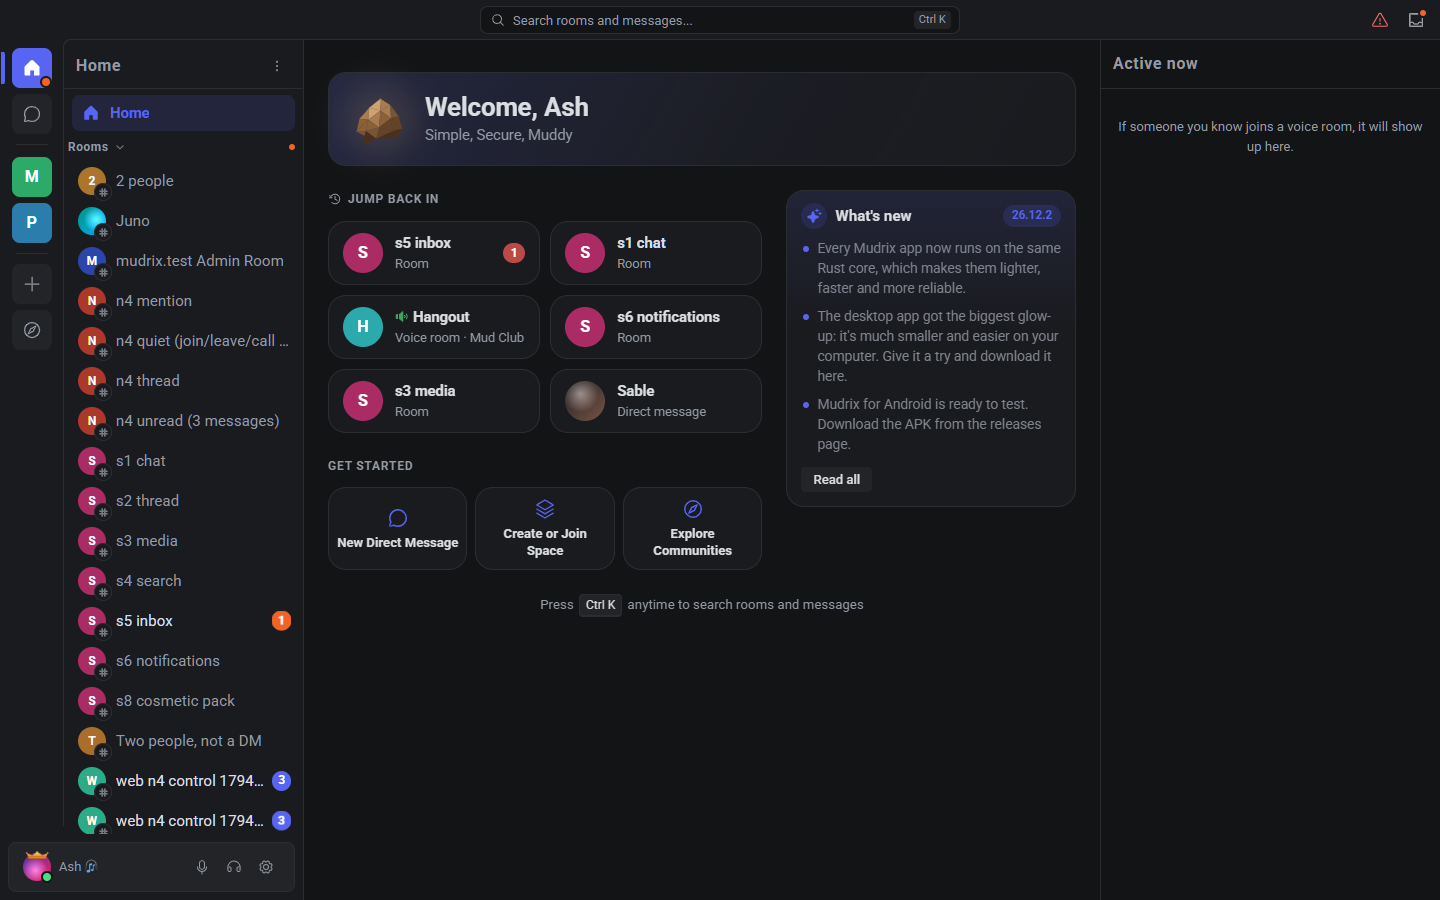 Search rooms and messages...
Ctrl K
Home
Home
Rooms
2 people
Juno
mudrix.test Admin Room
n4 mention
n4 quiet (join/leave/call ...
n4 thread
n4 unread (3 messages)
s1 chat
s2 thread
s3 media
s4 search
s5 inbox
1
s6 notifications
s8 cosmetic pack
Two people, not a DM
web n4 control 1794...
3
web n4 control 1794...
3
Ash
M
P
2
M
N
N
N
N
S
S
S
S
S
S
S
T
W
W
Welcome, Ash
Simple, Secure, Muddy
JUMP BACK IN
S
s5 inbox
Room
1
S
s1 chat
Room
H
Hangout
Voice room · Mud Club
S
s6 notifications
Room
S
s3 media
Room
Sable
Direct message
GET STARTED
New Direct Message
Create or Join
Space
Explore
Communities
Press Ctrl K anytime to search rooms and messages
What's new
26.12.2
Every Mudrix app now runs on the same
Rust core, which makes them lighter,
faster and more reliable.
The desktop app got the biggest glow-
up: it's much smaller and easier on your
computer. Give it a try and download it
here.
Mudrix for Android is ready to test.
Download the APK from the releases
page.
Read all
Active now
If someone you know joins a voice room, it will show
up here.